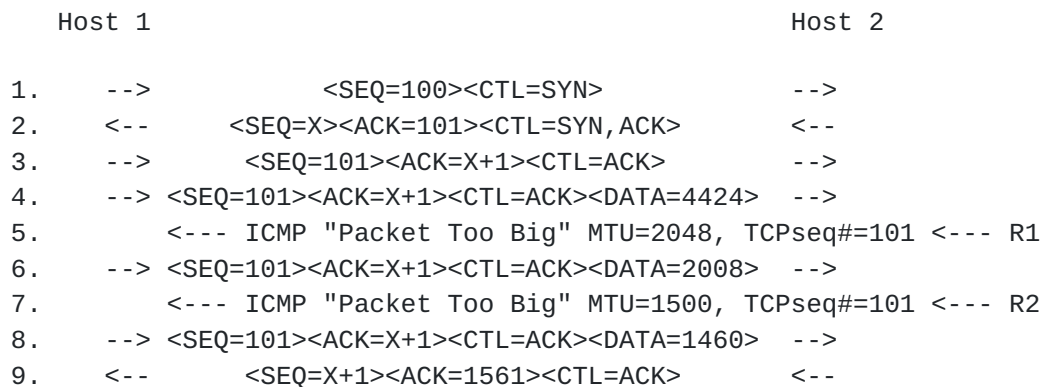 Host 1 Host 2
1. --> <SEQ=100><CTL=SYN> -->
2. <-- <SEQ=X><ACK=101><CTL=SYN,ACK> <--
3. --> <SEQ=101><ACK=X+1><CTL=ACK> -->
4. --> <SEQ=101><ACK=X+1><CTL=ACK><DATA=4424> -->
5. <--- ICMP "Packet Too Big" MTU=2048, TCPseq#=101 <--- R1
6. --> <SEQ=101><ACK=X+1><CTL=ACK><DATA=2008> -->
7. <--- ICMP "Packet Too Big" MTU=1500, TCPseq#=101 <--- R2
8. --> <SEQ=101><ACK=X+1><CTL=ACK><DATA=1460> -->
9. <-- <SEQ=X+1><ACK=1561><CTL=ACK> <--